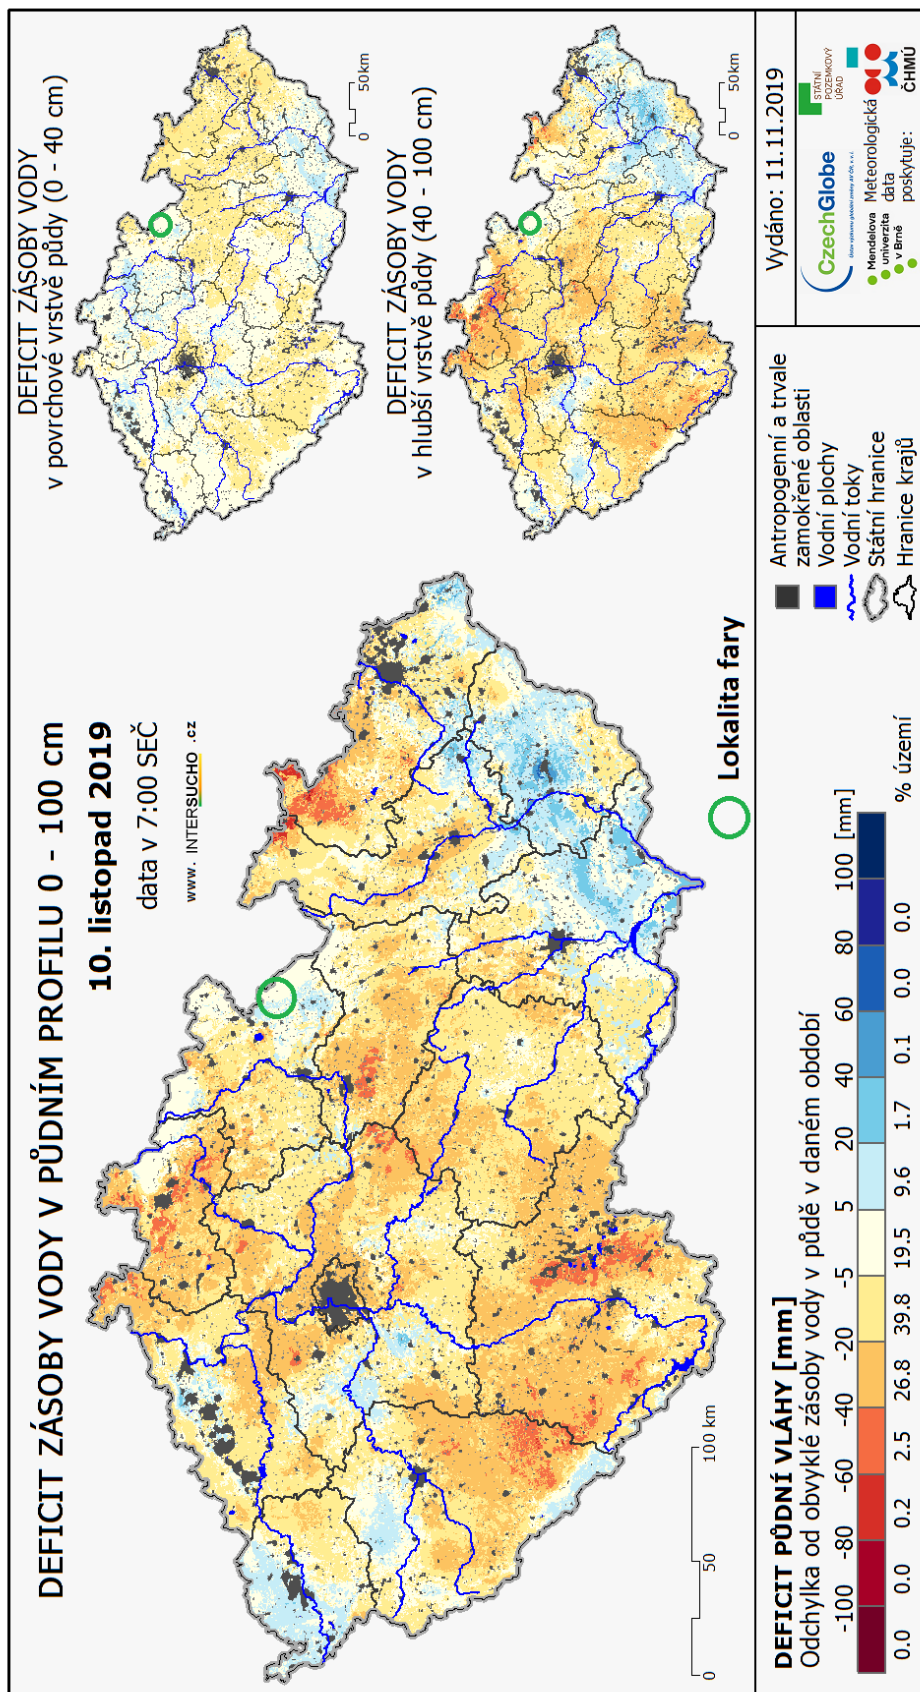 DEFICIT ZÁSOBY VODY V PŮDNÍM PROFILU 0 - 100 cm
10. listopad 2019
data v 7:00 SEČ
www. INTERSUCHO .cz
DEFICIT ZÁSOBY VODY
v povrchové vrstvě půdy (0 - 40 cm)
0 50km
DEFICIT ZÁSOBY VODY
v hlubší vrstvě půdy (40 - 100 cm)
0 50km
0 50 100 km
Lokalita fary
DEFICIT PŮDNÍ VLÁHY [mm]
Odchylka od obvyklé zásoby vody v půdě v daném období
-100 -80 -60 -40 -20 -5 5 20 40 60 80 100 [mm]
0.0 0.0 0.2 2.5 26.8 39.8 19.5 9.6 1.7 0.1 0.0 0.0 % území
Antropogenní a trvale
zamokřené oblasti
Vodní plochy
Vodní toky
Státní hranice
Hranice krajů
Vydáno: 11.11.2019
CzechGlobe
STÁTNÍ
POZEMKOVÝ
ÚŘAD
Mendelova
univerzita
v Brně
Meteorologická
data
poskytuje:
ČHMÚ